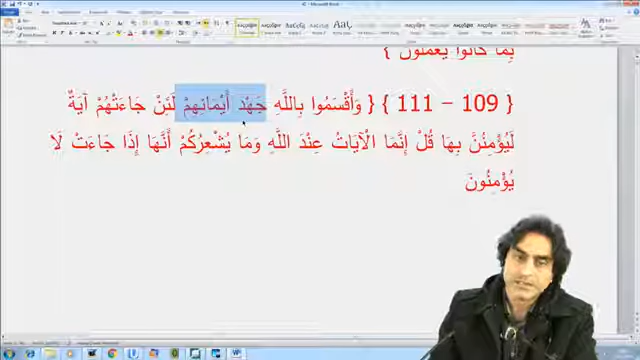 بِمَا كَانُوا يَعْمَلُونَ }
{ 109 – 111 } { وَأَقْسَمُوا بِاللَّهِ جَهْدَ أَيْمَانِهِمْ لَئِنْ جَاءَتْهُمْ آيَةٌ
لَيُؤْمِنُنَّ بِهَا قُلْ إِنَّمَا الْآيَاتُ عِنْدَ اللَّهِ وَمَا يُشْعِرُكُمْ أَنَّهَا إِذَا جَاءَتْ لَا
يُؤْمِنُونَ